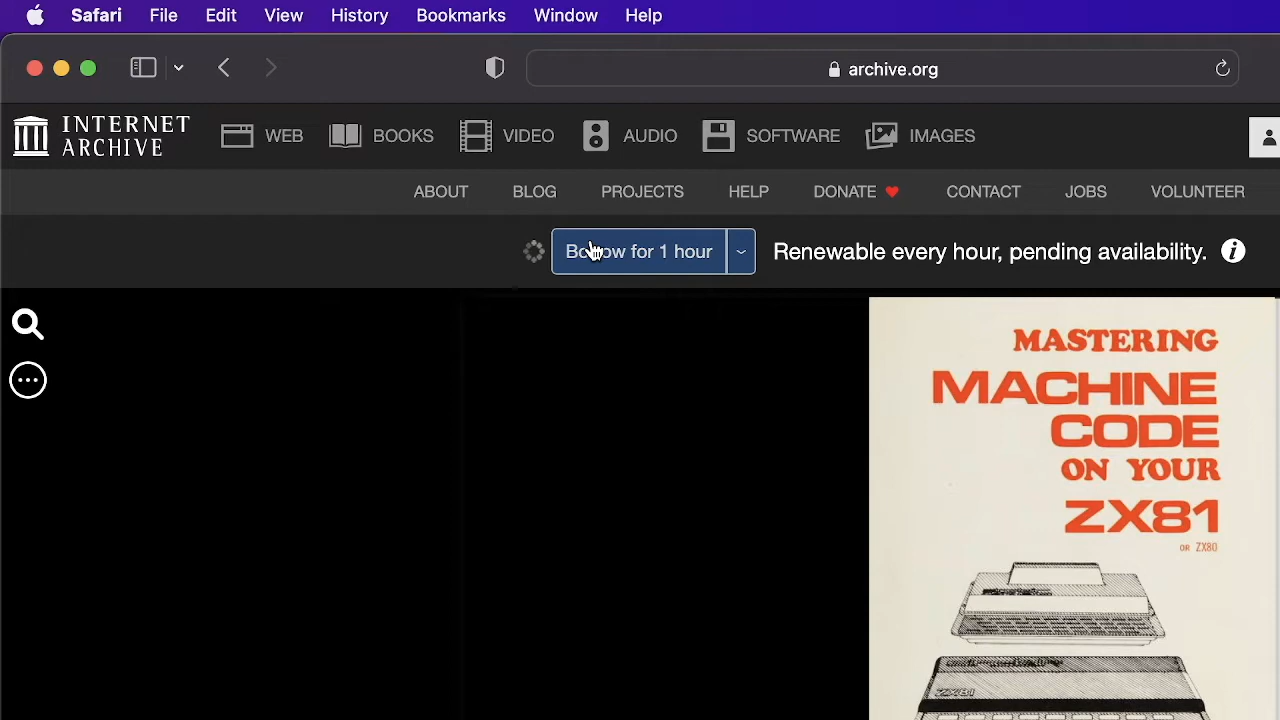 Safari File Edit View History Bookmarks Window Help
archive.org
INTERNET ARCHIVE
WEB BOOKS VIDEO AUDIO SOFTWARE IMAGES
ABOUT BLOG PROJECTS HELP DONATE CONTACT JOBS VOLUNTEER
Borrow for 1 hour Renewable every hour, pending availability.
MASTERING
MACHINE
CODE
ON YOUR
ZX81
OR ZX80
ZX81